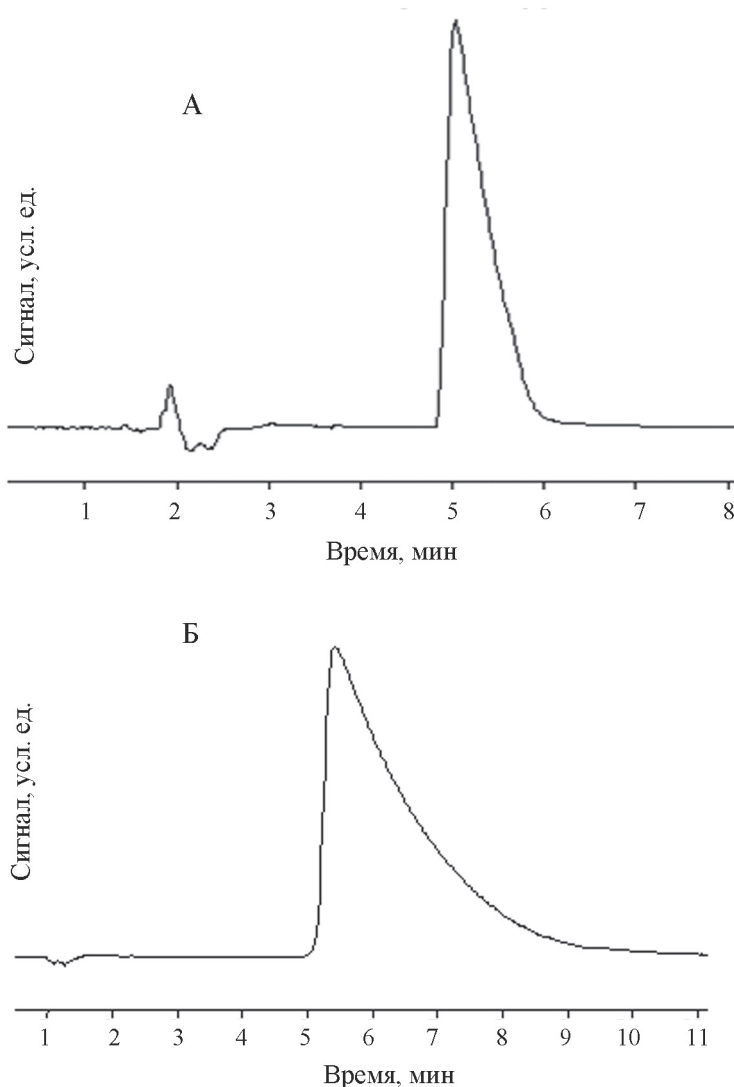 А
Сигнал, усл. ед.
1 2 3 4 5 6 7 8
Время, мин
Б
Сигнал, усл. ед.
1 2 3 4 5 6 7 8 9 10 11
Время, мин